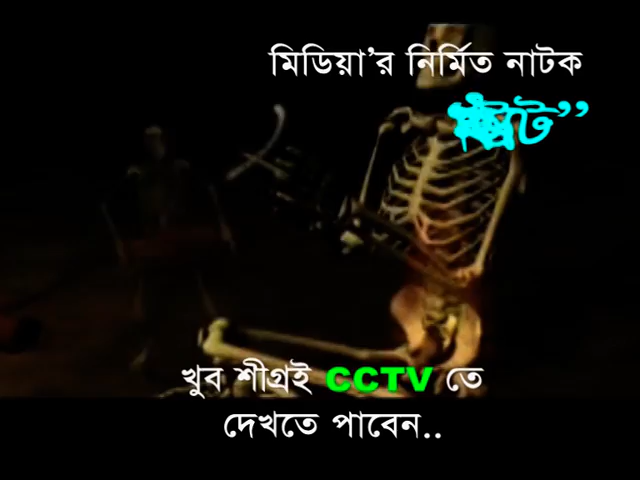 মিডিয়া’র নির্মিত নাটক
খুব শীগ্রই CCTV তে
দেখতে পাবেন..